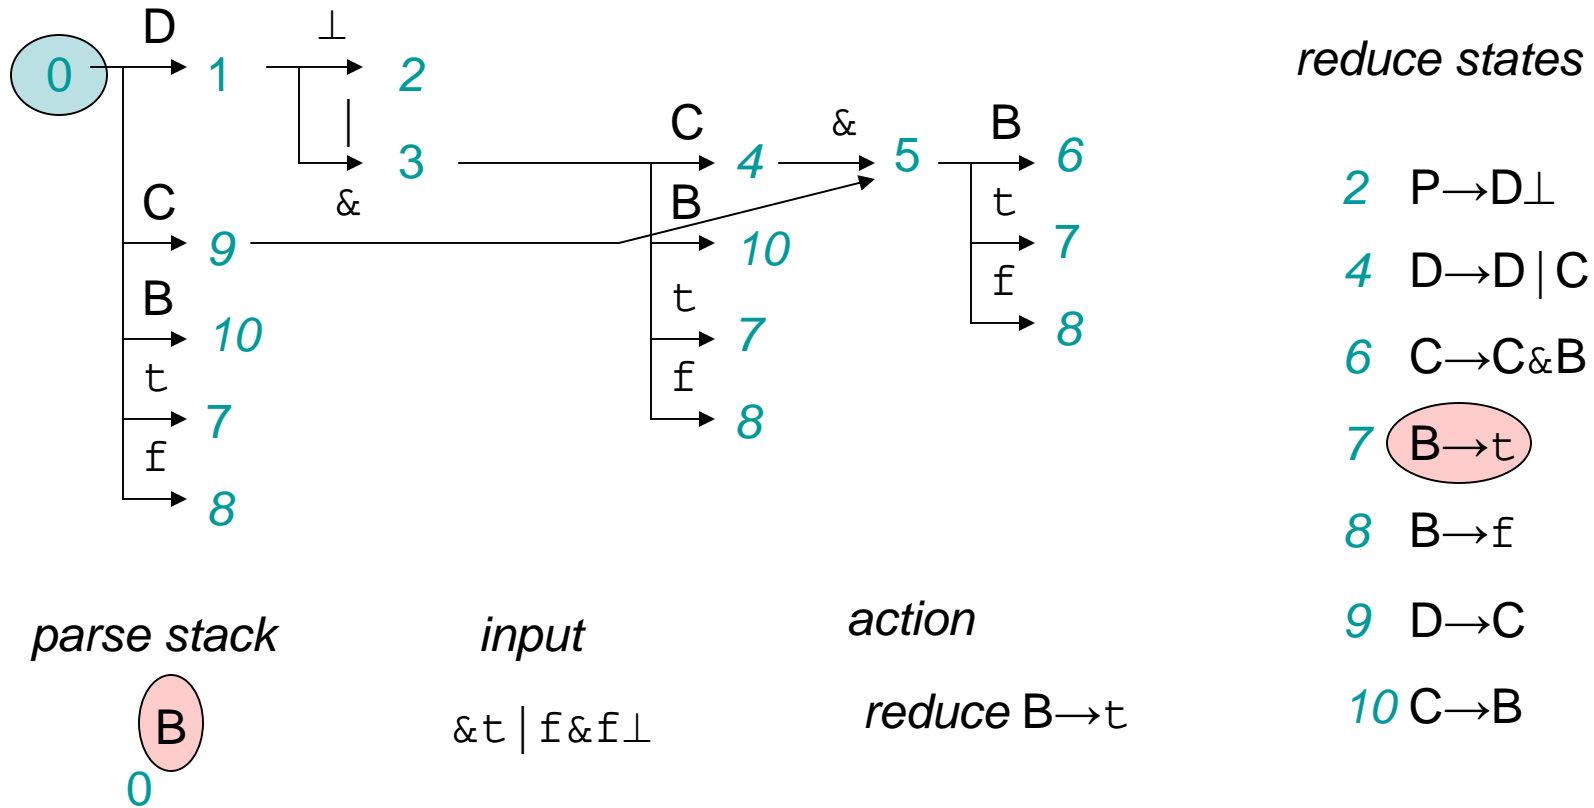 D ⊥
0 1 2
|
C & B
3 4 5 6
& t
C B
9 10 7
B f
10 t 8
7
t f
7 8
f
8
reduce states
2 P→D⊥
4 D→D|C
6 C→C&B
7 B→t
8 B→f
9 D→C
10 C→B
parse stack input action
B &t|f&f⊥ reduce B→t
0